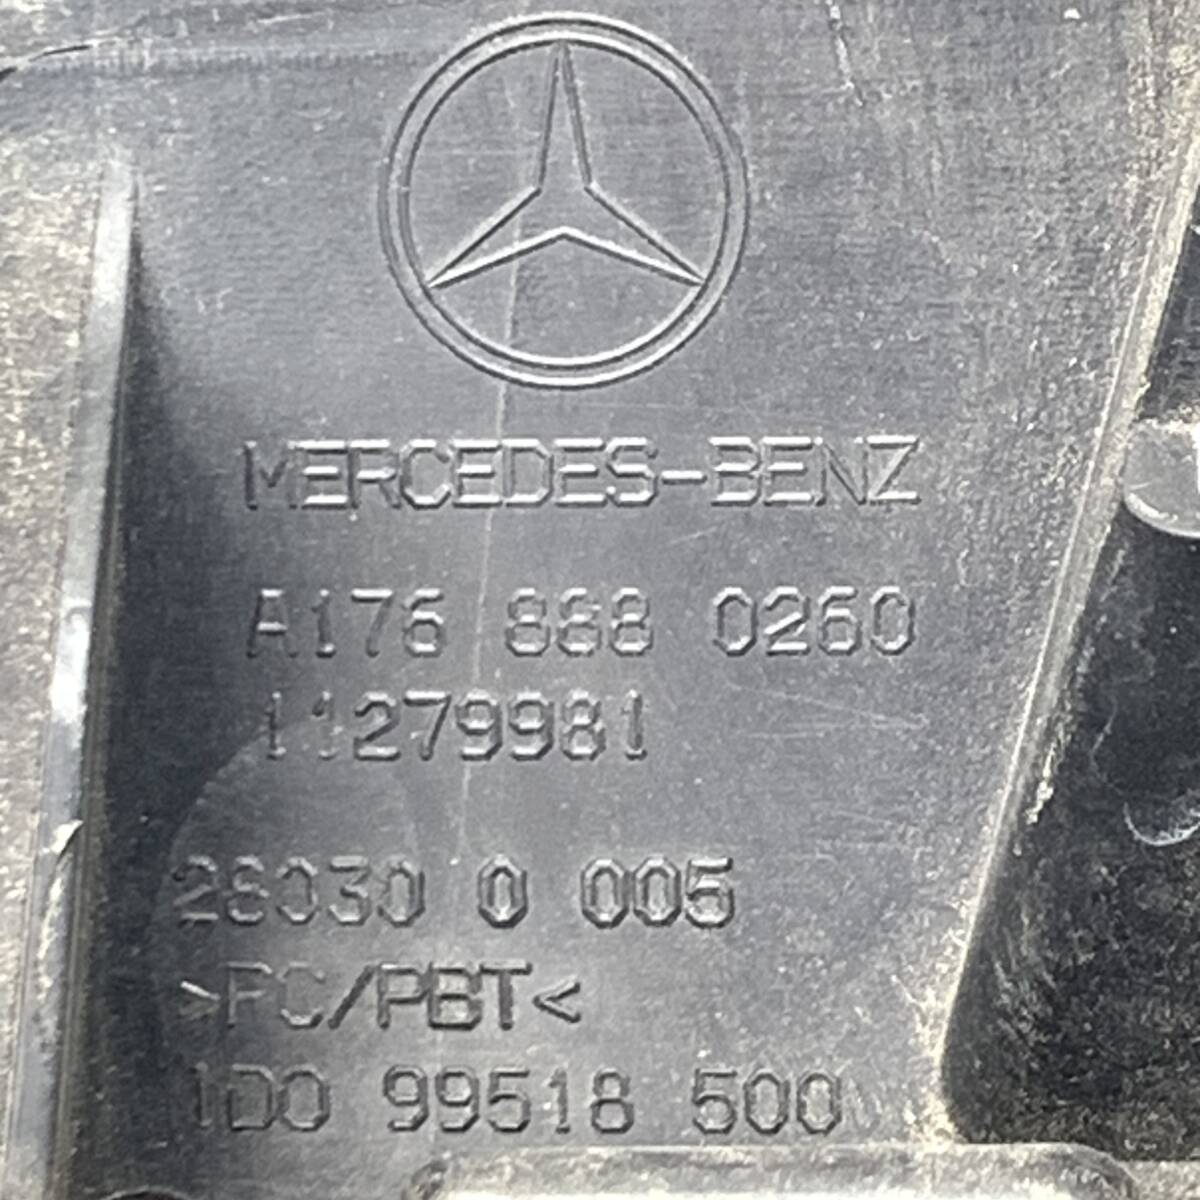 MERCEDES-BENZ
A176 888 0260
11279981
28030 0 005
>PC/PBT<
1D0 99518 500